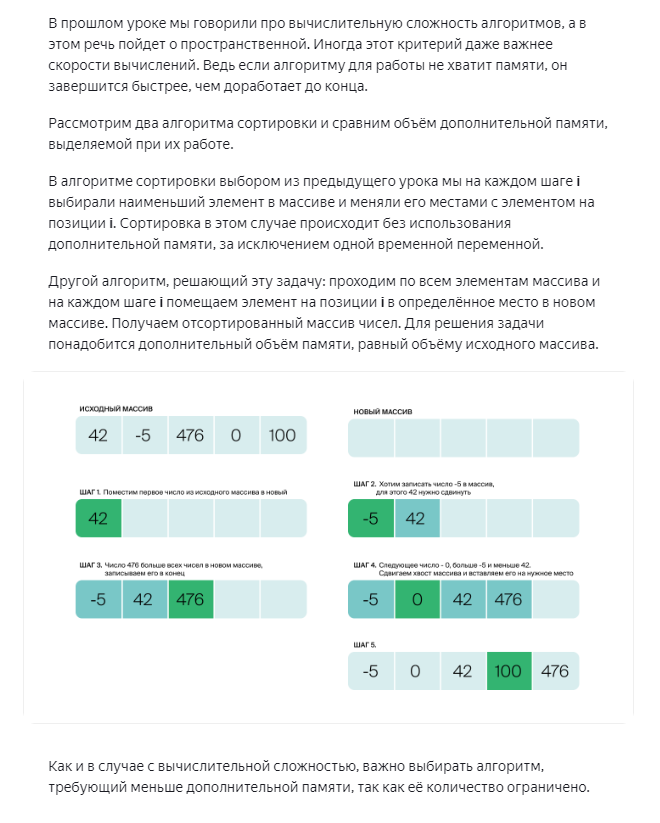 В прошлом уроке мы говорили про вычислительную сложность алгоритмов, а в
этом речь пойдет о пространственной. Иногда этот критерий даже важнее
скорости вычислений. Ведь если алгоритму для работы не хватит памяти, он
завершится быстрее, чем доработает до конца.
Рассмотрим два алгоритма сортировки и сравним объём дополнительной памяти,
выделяемой при их работе.
В алгоритме сортировки выбором из предыдущего урока мы на каждом шаге i
выбирали наименьший элемент в массиве и меняли его местами с элементом на
позиции i. Сортировка в этом случае происходит без использования
дополнительной памяти, за исключением одной временной переменной.
Другой алгоритм, решающий эту задачу: проходим по всем элементам массива и
на каждом шаге i помещаем элемент на позиции i в определённое место в новом
массиве. Получаем отсортированный массив чисел. Для решения задачи
понадобится дополнительный объём памяти, равный объёму исходного массива.
ИСХОДНЫЙ МАССИВ
42 -5 476 0 100
НОВЫЙ МАССИВ
ШАГ 1. Поместим первое число из исходного массива в новый
42
ШАГ 2. Хотим записать число -5 в массив,
для этого 42 нужно сдвинуть
-5 42
ШАГ 3. Число 476 больше всех чисел в новом массиве,
записываем его в конец
-5 42 476
ШАГ 4. Следующее число - 0, больше -5 и меньше 42.
Сдвигаем хвост массива и вставляем его на нужное место
-5 0 42 476
ШАГ 5.
-5 0 42 100 476
Как и в случае с вычислительной сложностью, важно выбирать алгоритм,
требующий меньше дополнительной памяти, так как её количество ограничено.